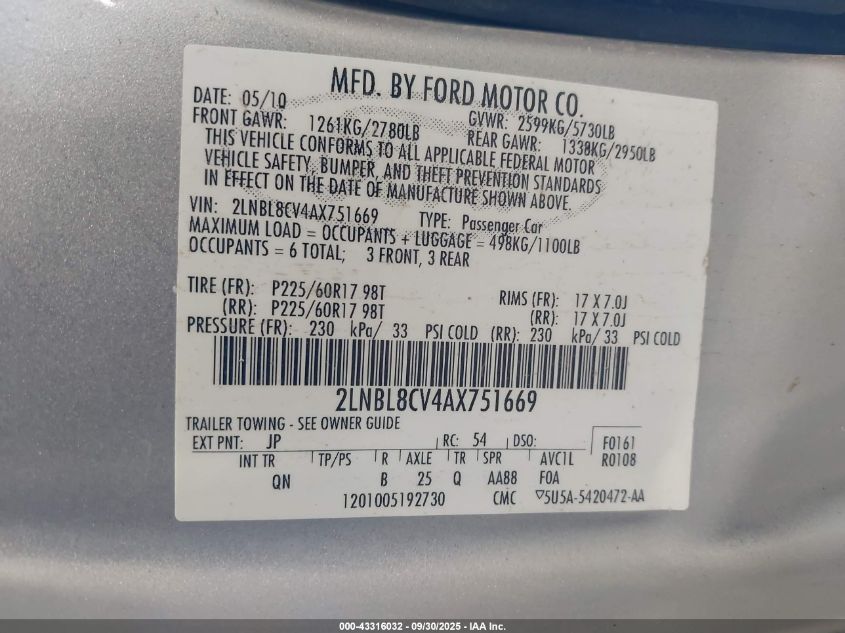 MFD. BY FORD MOTOR CO.
DATE: 05/10 GVWR: 2599KG/5730LB
FRONT GAWR: 1261KG/2780LB REAR GAWR: 1338KG/2950LB
THIS VEHICLE CONFORMS TO ALL APPLICABLE FEDERAL MOTOR
VEHICLE SAFETY, BUMPER, AND THEFT PREVENTION STANDARDS
IN EFFECT ON THE DATE OF MANUFACTURE SHOWN ABOVE.
VIN: 2LNBL8CV4AX751669 TYPE: Passenger Car
MAXIMUM LOAD = OCCUPANTS + LUGGAGE = 498KG/1100LB
OCCUPANTS = 6 TOTAL; 3 FRONT, 3 REAR
TIRE (FR): P225/60R17 98T RIMS (FR): 17 X 7.0J
(RR): P225/60R17 98T (RR): 17 X 7.0J
PRESSURE (FR): 230 kPa/ 33 PSI COLD (RR): 230 kPa/ 33 PSI COLD
2LNBL8CV4AX751669
TRAILER TOWING - SEE OWNER GUIDE
EXT PNT: JP RC: 54 DSO: F0161
INT TR TP/PS R AXLE TR SPR AVC1L R0108
QN B 25 Q AA88 F0A
1201005192730 CMC ▽5U5A-5420472-AA
000-43316032 - 09/30/2025 - IAA Inc.